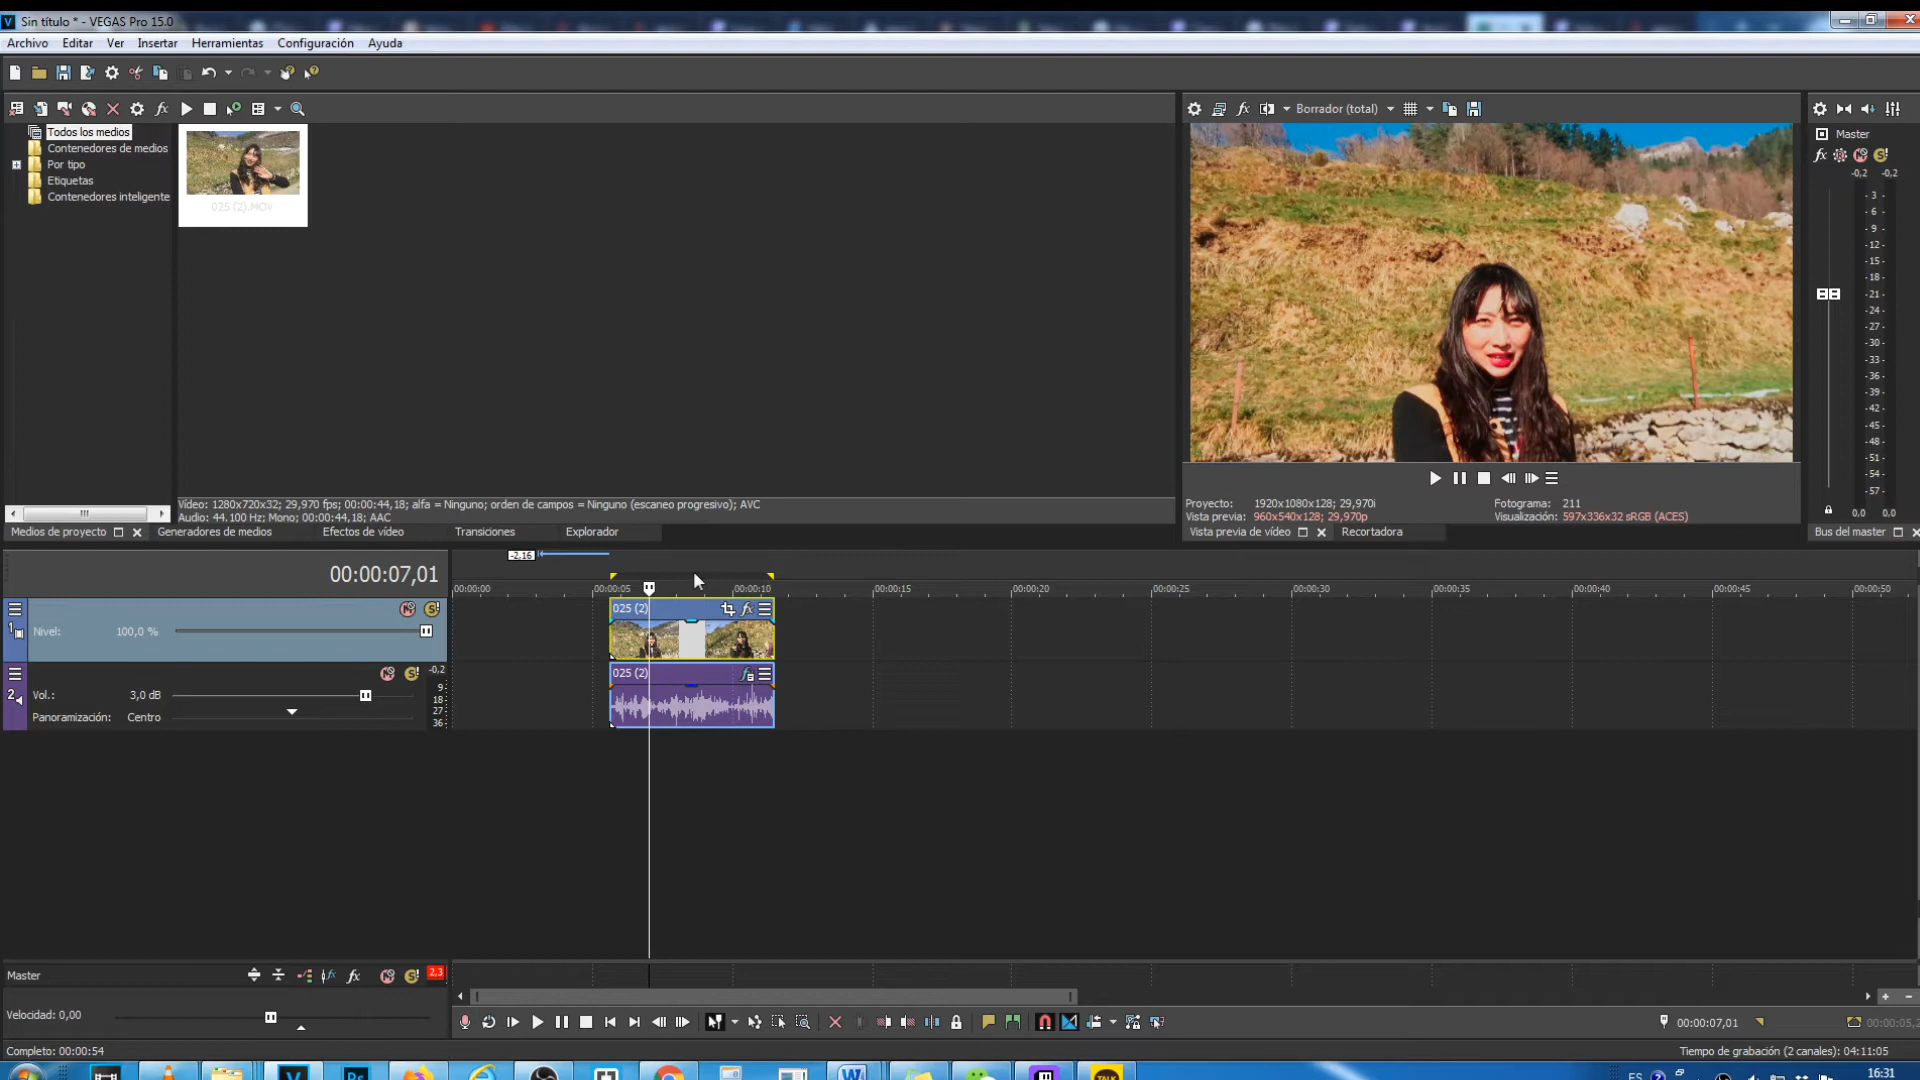 Sin título * - VEGAS Pro 15.0
Archivo Editar Ver Insertar Herramientas Configuración Ayuda
Borrador (total)
Todos los medios
Contenedores de medios
Por tipo
Etiquetas
Contenedores inteligente
025 (2).MOV
Master
-0,2 -0,2
- 3 -
- 6 -
- 9 -
-12-
-15-
-18-
-21-
-24-
-27-
-30-
-33-
-36-
-39-
-42-
-45-
-48-
-51-
-54-
-57-
0,0 0,0
Vídeo: 1280x720x32; 29,970 fps; 00:00:44,18; alfa = Ninguno; orden de campos = Ninguno (escaneo progresivo); AVC
Audio: 44.100 Hz; Mono; 00:00:44,18; AAC
Proyecto: 1920x1080x128; 29,970i
Vista previa: 960x540x128; 29,970p
Fotograma: 211
Visualización: 597x336x32 sRGB (ACES)
Medios de proyecto Generadores de medios Efectos de vídeo Transiciones Explorador
Vista previa de vídeo Recortadora
Bus del master
-2,16
00:00:07,01
00:00:00 00:00:05 00:00:10 00:00:15 00:00:20 00:00:25 00:00:30 00:00:35 00:00:40 00:00:45 00:00:50
1
Nivel: 100,0 %
025 (2)
2
Vol.: 3,0 dB
Panoramización: Centro
-0,2
9
18
27
36
025 (2)
Master
2,3
Velocidad: 0,00
00:00:07,01
Completo: 00:00:54
Tiempo de grabación (2 canales): 04:11:05
ES
16:31